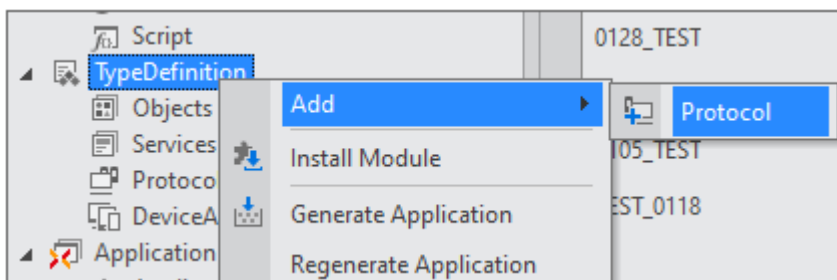 Script
TypeDefinition
Objects
Services
Protoco
DeviceA
Application
Add
Install Module
Generate Application
Regenerate Application
Protocol
0128_TEST
105_TEST
EST_0118